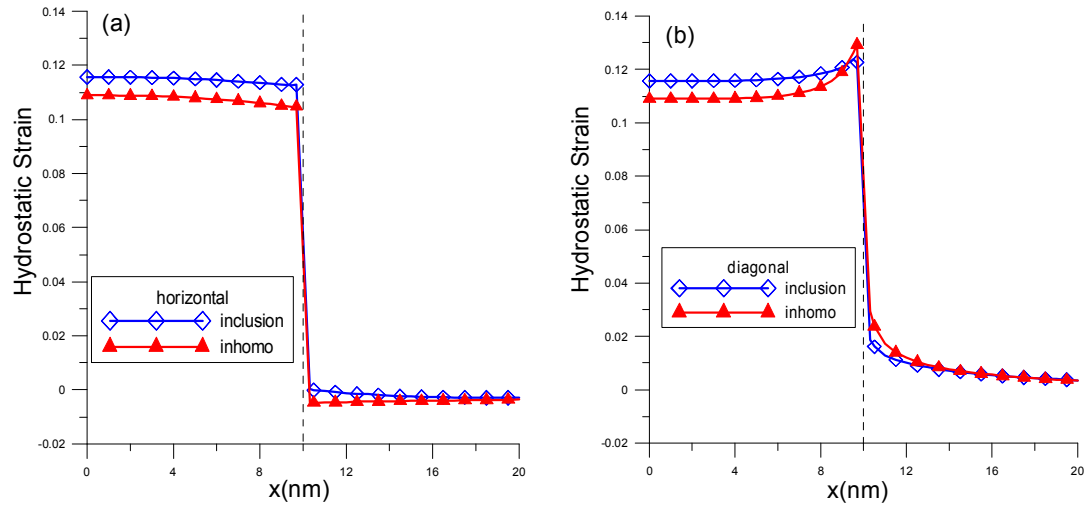 (a)
0.14
0.12
0.1
0.08
0.06
0.04
0.02
0
-0.02
Hydrostatic Strain
horizontal
inclusion
inhomo
0 4 8 12 16 20
x(nm)
(b)
0.14
0.12
0.1
0.08
0.06
0.04
0.02
0
-0.02
Hydrostatic Strain
diagonal
inclusion
inhomo
0 4 8 12 16 20
x(nm)